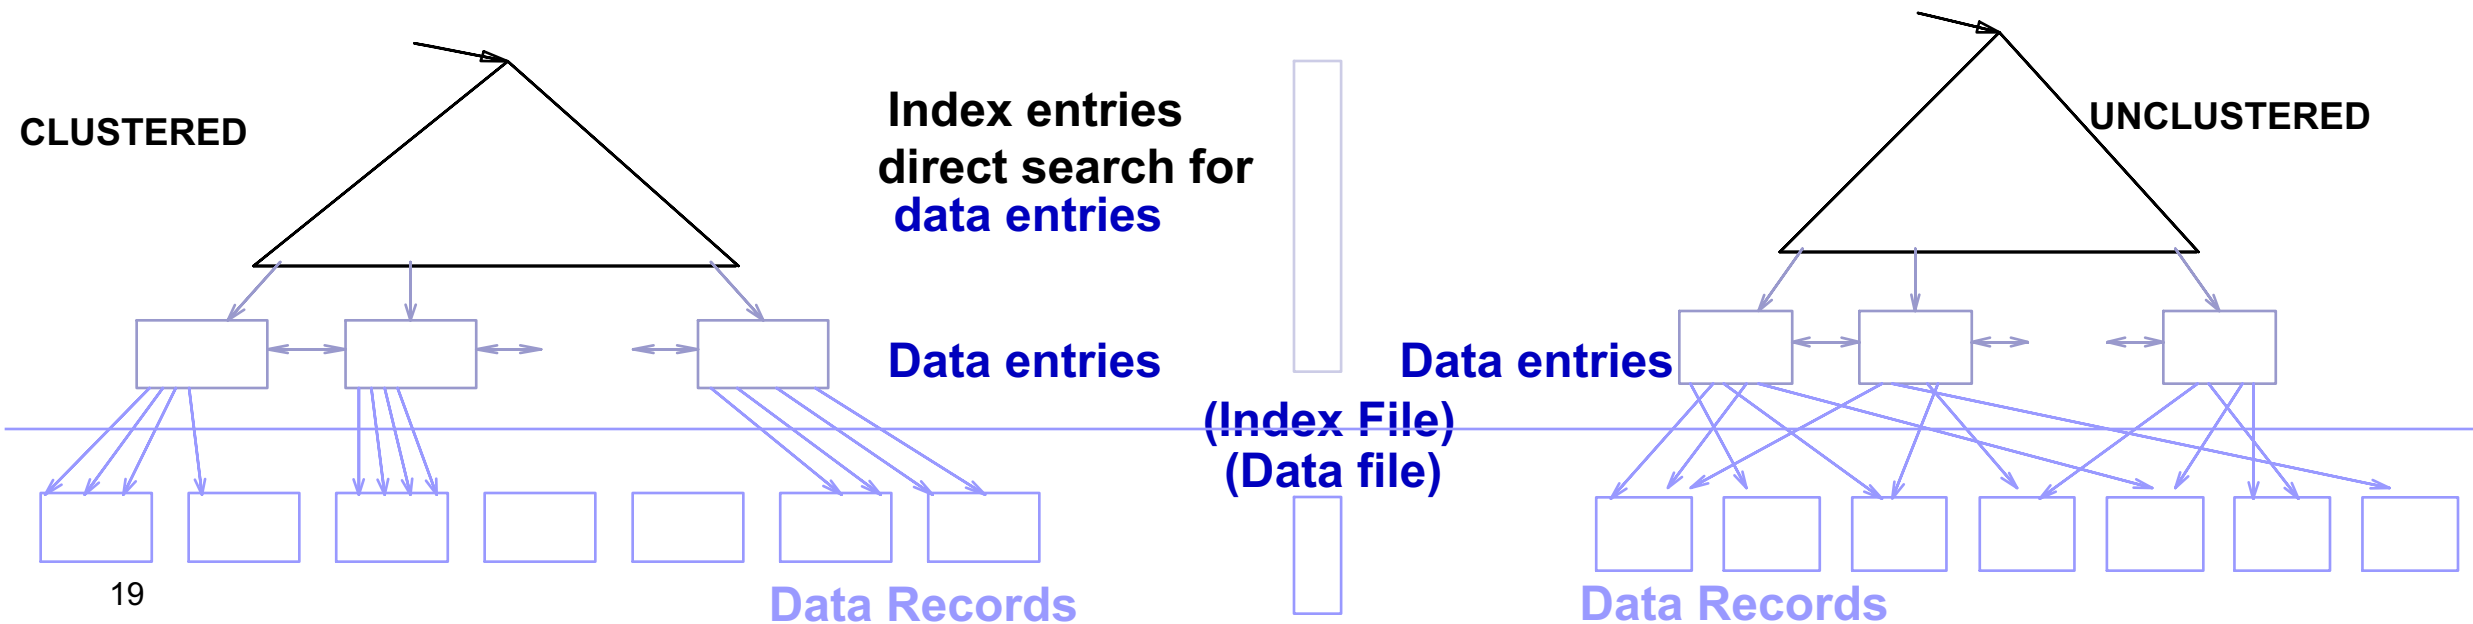 CLUSTERED
Index entries
direct search for
data entries
UNCLUSTERED
Data entries
Data entries
(Index File)
(Data file)
19
Data Records
Data Records